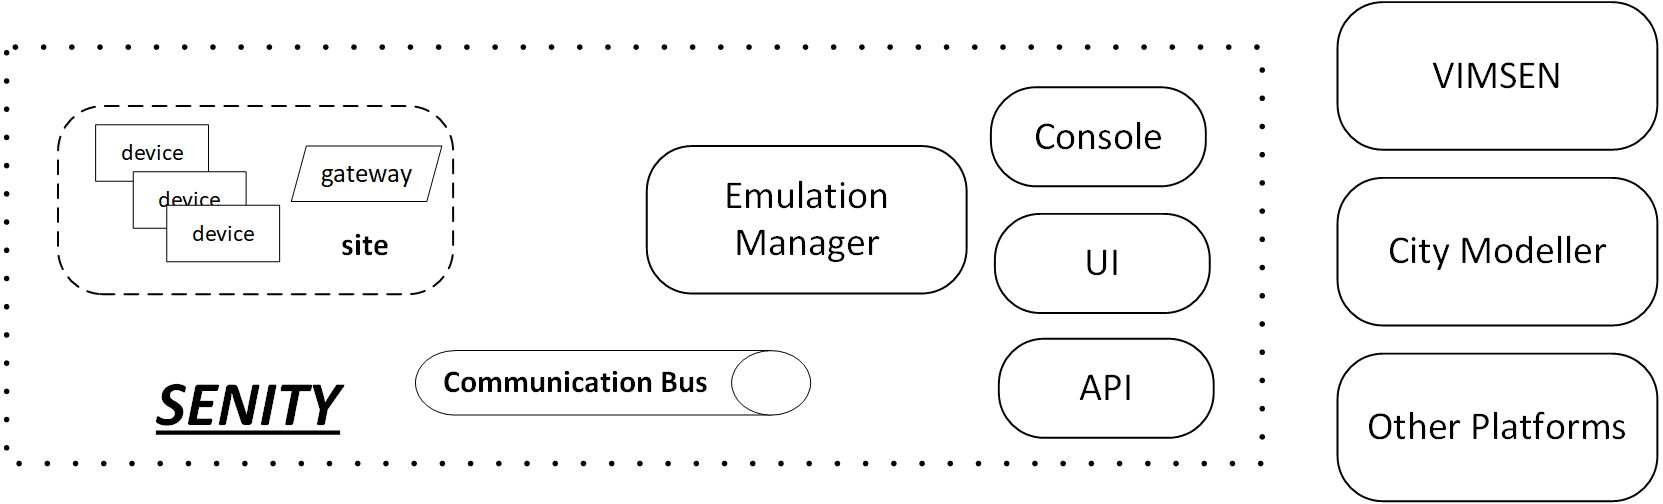 device
device
device
gateway
site
Emulation
Manager
Console
UI
API
Communication Bus
SENITY
VIMSEN
City Modeller
Other Platforms